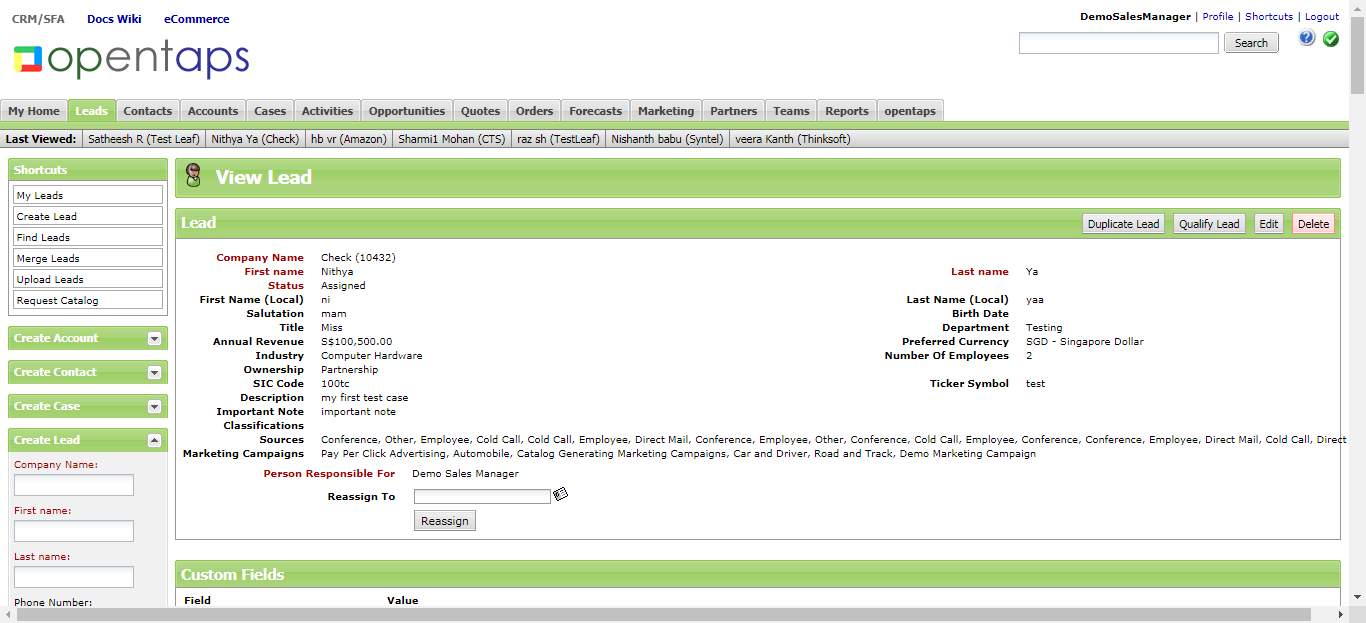 CRM/SFA Docs Wiki eCommerce
DemoSalesManager | Profile | Shortcuts | Logout
opentaps
Search
My Home Leads Contacts Accounts Cases Activities Opportunities Quotes Orders Forecasts Marketing Partners Teams Reports opentaps
Last Viewed: Satheesh R (Test Leaf) Nithya Ya (Check) hb vr (Amazon) Sharmi1 Mohan (CTS) raz sh (TestLeaf) Nishanth babu (Syntel) veera Kanth (Thinksoft)
Shortcuts
My Leads
Create Lead
Find Leads
Merge Leads
Upload Leads
Request Catalog
Create Account
Create Contact
Create Case
Create Lead
Company Name:
First name:
Last name:
Phone Number:
View Lead
Lead
Duplicate Lead Qualify Lead Edit Delete
Company Name Check (10432)
First name Nithya Last name Ya
Status Assigned
First Name (Local) ni Last Name (Local) yaa
Salutation mam Birth Date
Title Miss Department Testing
Annual Revenue S$100,500.00 Preferred Currency SGD - Singapore Dollar
Industry Computer Hardware Number Of Employees 2
Ownership Partnership
SIC Code 100tc Ticker Symbol test
Description my first test case
Important Note important note
Classifications
Sources Conference, Other, Employee, Cold Call, Cold Call, Employee, Direct Mail, Conference, Employee, Other, Conference, Cold Call, Employee, Conference, Conference, Employee, Direct Mail, Cold Call, Direct
Marketing Campaigns Pay Per Click Advertising, Automobile, Catalog Generating Marketing Campaigns, Car and Driver, Road and Track, Demo Marketing Campaign
Person Responsible For Demo Sales Manager
Reassign To
Reassign
Custom Fields
Field Value